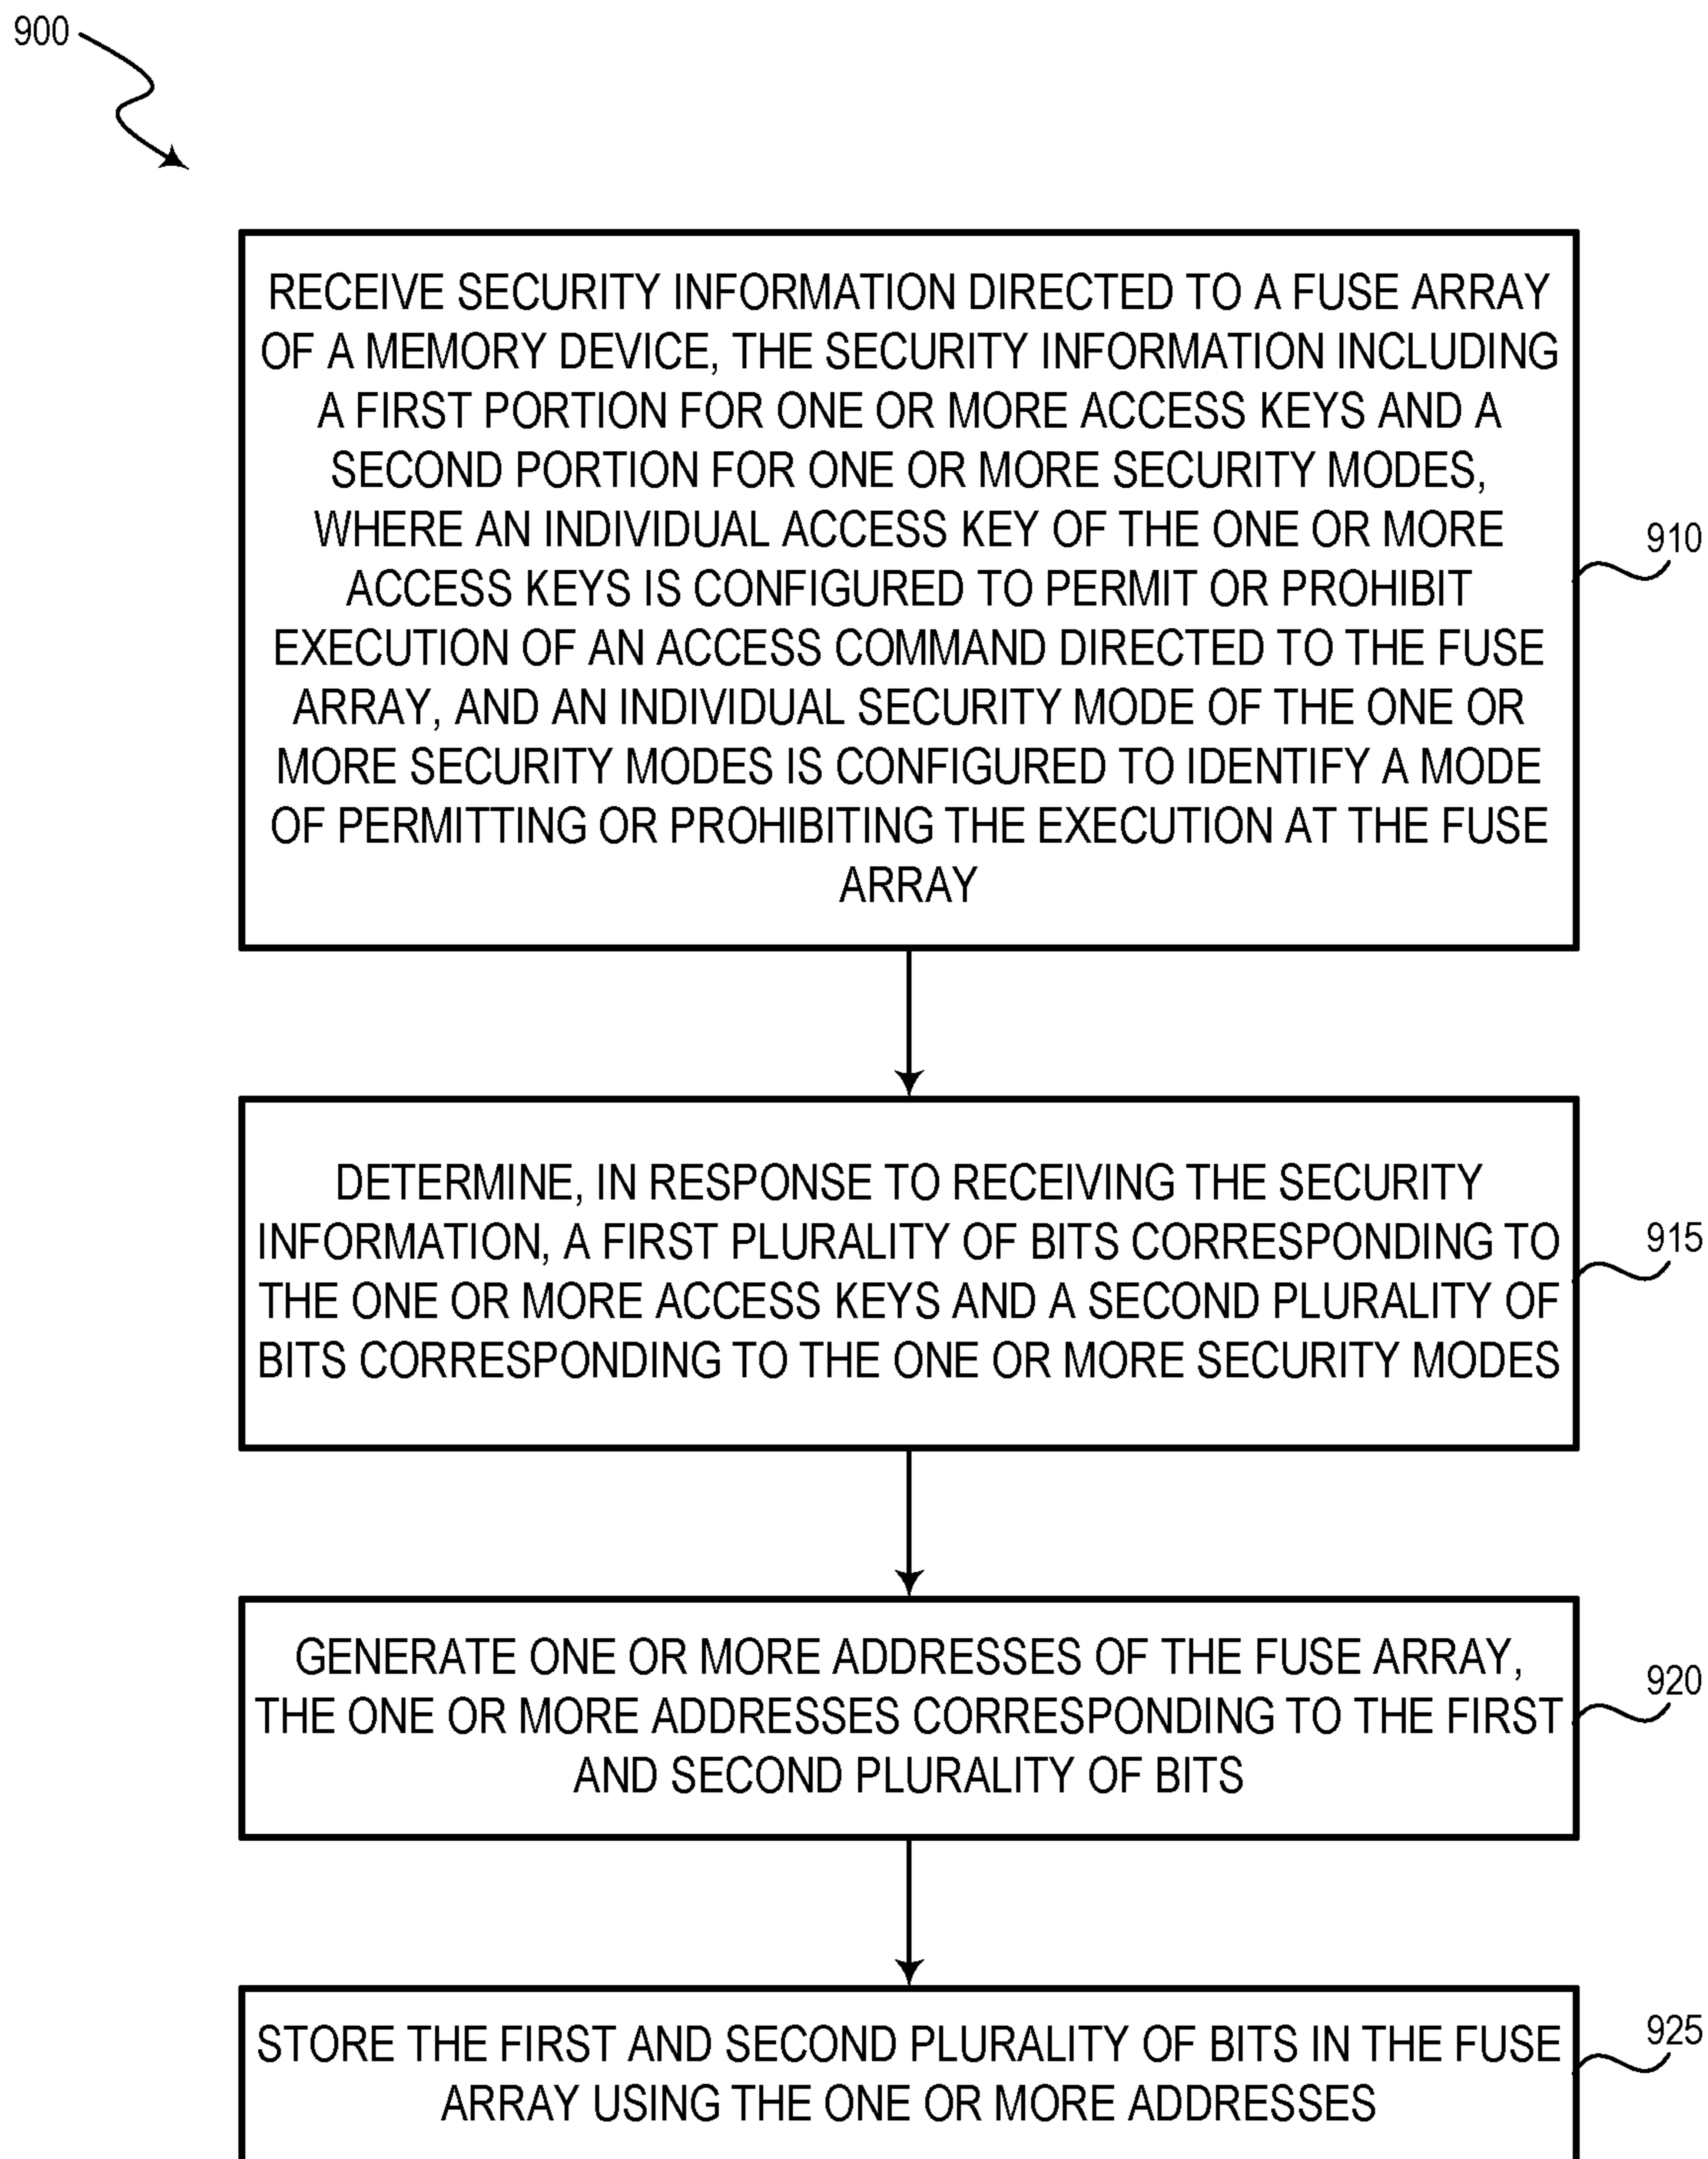 900
RECEIVE SECURITY INFORMATION DIRECTED TO A FUSE ARRAY
OF A MEMORY DEVICE, THE SECURITY INFORMATION INCLUDING
A FIRST PORTION FOR ONE OR MORE ACCESS KEYS AND A
SECOND PORTION FOR ONE OR MORE SECURITY MODES,
WHERE AN INDIVIDUAL ACCESS KEY OF THE ONE OR MORE
ACCESS KEYS IS CONFIGURED TO PERMIT OR PROHIBIT
EXECUTION OF AN ACCESS COMMAND DIRECTED TO THE FUSE
ARRAY, AND AN INDIVIDUAL SECURITY MODE OF THE ONE OR
MORE SECURITY MODES IS CONFIGURED TO IDENTIFY A MODE
OF PERMITTING OR PROHIBITING THE EXECUTION AT THE FUSE
ARRAY
910
DETERMINE, IN RESPONSE TO RECEIVING THE SECURITY
INFORMATION, A FIRST PLURALITY OF BITS CORRESPONDING TO
THE ONE OR MORE ACCESS KEYS AND A SECOND PLURALITY OF
BITS CORRESPONDING TO THE ONE OR MORE SECURITY MODES
915
GENERATE ONE OR MORE ADDRESSES OF THE FUSE ARRAY,
THE ONE OR MORE ADDRESSES CORRESPONDING TO THE FIRST
AND SECOND PLURALITY OF BITS
920
STORE THE FIRST AND SECOND PLURALITY OF BITS IN THE FUSE
ARRAY USING THE ONE OR MORE ADDRESSES
925